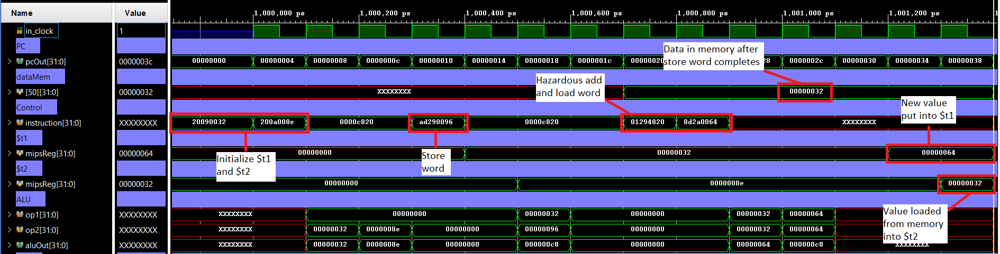 Name Value 1,000,000 ps 1,000,200 ps 1,000,400 ps 1,000,600 ps 1,000,800 ps 1,001,000 ps 1,001,200 ps
in_clock 1
PC
Data in memory after
store word completes
pcOut[31:0] 0000003c 00000000 00000004 00000008 0000000c 00000010 00000014 00000018 0000001c 00000020 28 0000002c 00000030 00000034 00000038
dataMem
Hazardous add
and load word
[50][31:0] 00000032 XXXXXXXX 00000032
Control
New value
put into $t1
instruction[31:0] XXXXXXXX 20090032 200a008e 0000c820 ad290096 0000c820 01294820 8d2a0064 XXXXXXXX
$t1
mipsReg[31:0] 00000064 00000000 00000032 00000064
Initialize $t1
and $t2
Store
word
$t2
mipsReg[31:0] 00000032 00000000 0000008e 00000032
ALU
Value loaded
from memory
into $t2
op1[31:0] XXXXXXXX XXXXXXXX 00000000 00000032 00000000 00000032 00000064
op2[31:0] XXXXXXXX XXXXXXXX 00000032 0000008e 00000000 00000096 00000000 00000032 00000064
aluOut[31:0] XXXXXXXX XXXXXXXX 00000032 0000008e 00000000 000000c8 00000000 00000064 000000c8 XXXXXXXX